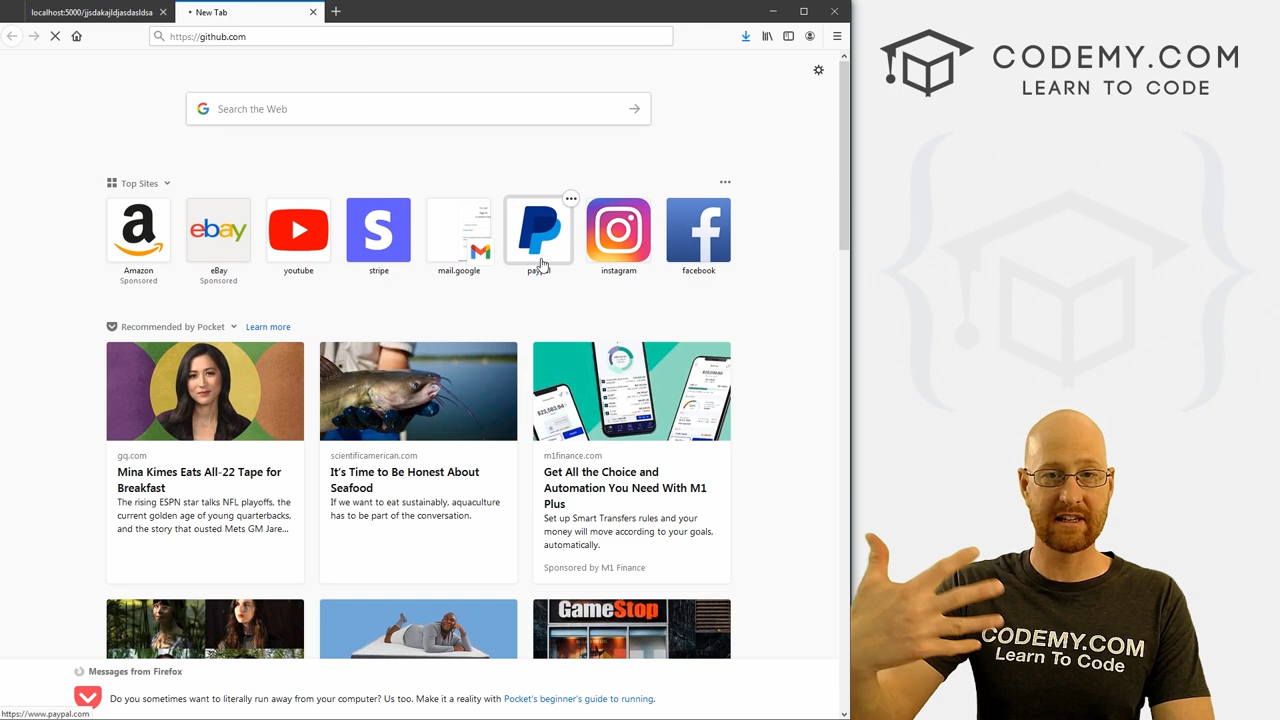 localhost:5000/jjsdakajldjasdasldsa
New Tab
https://github.com
CODEMY.COM
LEARN TO CODE
Search the Web
Top Sites
Amazon
Sponsored
eBay
Sponsored
youtube
stripe
mail.google
instagram
facebook
Recommended by Pocket
Learn more
gq.com
Mina Kimes Eats All-22 Tape for
Breakfast
The rising ESPN star talks NFL playoffs, the
current golden age of young quarterbacks,
and the story that ousted Mets GM Jare...
scientificamerican.com
It's Time to Be Honest About
Seafood
If we want to eat sustainably, aquaculture
has to be part of the conversation.
m1finance.com
Get All the Choice and
Automation You Need With M1
Plus
Set up Smart Transfers rules and your
money will move according to your goals,
automatically.
Sponsored by M1 Finance
GameStop
Messages from Firefox
Do you sometimes want to literally run away from your computer? Us too. Make it a reality with Pocket's beginner's guide to running.
https://www.paypal.com
CODEMY.COM
Learn To Code